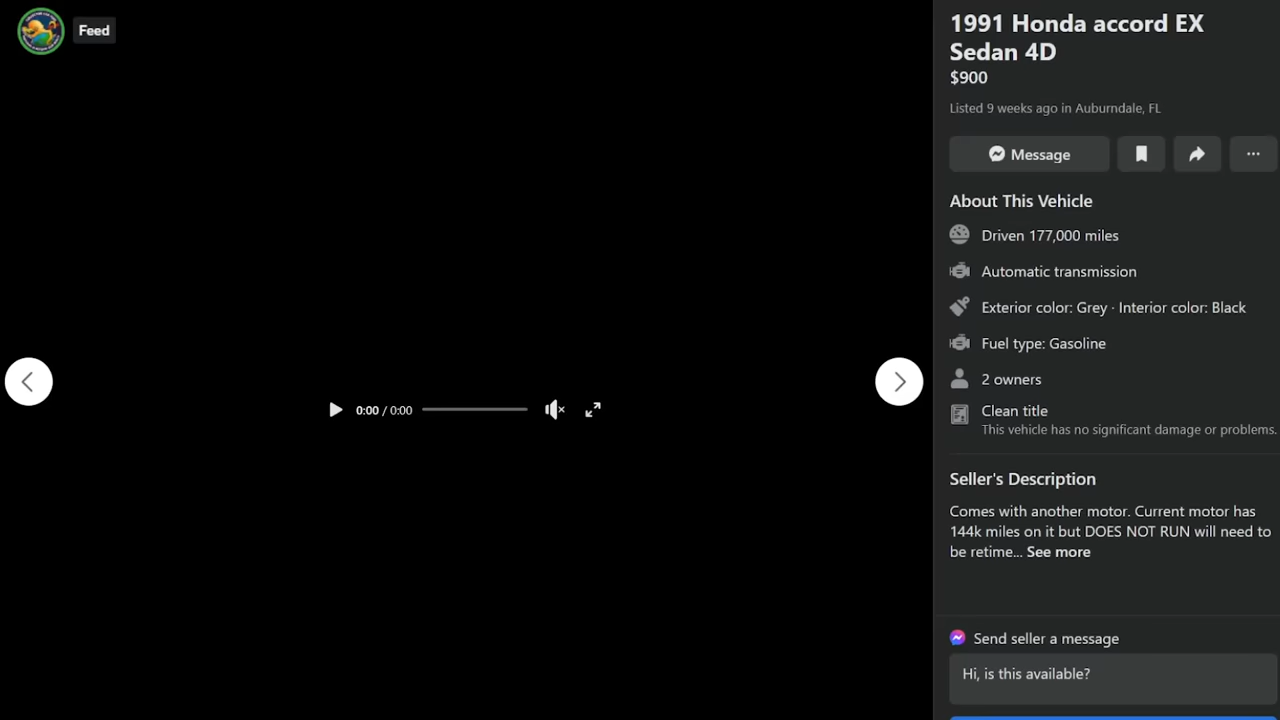 Feed
1991 Honda accord EX
Sedan 4D
$900
Listed 9 weeks ago in Auburndale, FL
Message
About This Vehicle
Driven 177,000 miles
Automatic transmission
Exterior color: Grey · Interior color: Black
Fuel type: Gasoline
2 owners
Clean title
This vehicle has no significant damage or problems.
0:00 / 0:00
Seller's Description
Comes with another motor. Current motor has
144k miles on it but DOES NOT RUN will need to
be retime... See more
Send seller a message
Hi, is this available?